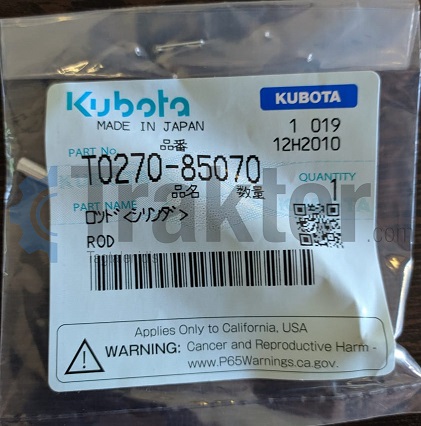 Kubota
KUBOTA
MADE IN JAPAN
1 019
品番
12H2010
PART No.
T0270-85070
品名 数量
QUANTITY
PART NAME
1
ロッド<シリンダ>
Traktor.com
ROD
Applies Only to California, USA
WARNING: Cancer and Reproductive Harm -
www.P65Warnings.ca.gov.